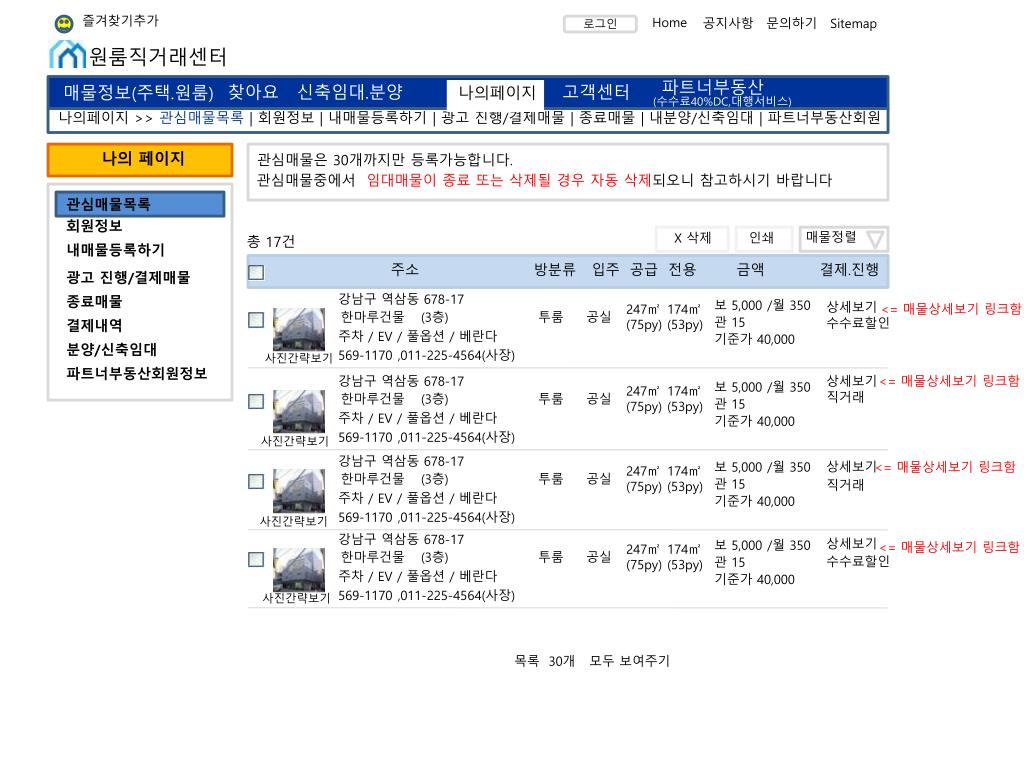 즐겨찾기추가
로그인 Home 공지사항 문의하기 Sitemap
원룸직거래센터
매물정보(주택.원룸) 찾아요 신축임대.분양 나의페이지 고객센터 파트너부동산
(수수료40%DC,대행서비스)
나의페이지 >> 관심매물목록 | 회원정보 | 내매물등록하기 | 광고 진행/결제매물 | 종료매물 | 내분양/신축임대 | 파트너부동산회원
나의 페이지
관심매물목록
회원정보
내매물등록하기
광고 진행/결제매물
종료매물
결제내역
분양/신축임대
파트너부동산회원정보
관심매물은 30개까지만 등록가능합니다.
관심매물중에서 임대매물이 종료 또는 삭제될 경우 자동 삭제되오니 참고하시기 바랍니다
총 17건
X 삭제 인쇄 매물정렬
주소 방분류 입주 공급 전용 금액 결제.진행
강남구 역삼동 678-17
한마루건물 (3층)
주차 / EV / 풀옵션 / 베란다
569-1170 ,011-225-4564(사장)
사진간략보기
투룸 공실
247㎡ 174㎡
(75py) (53py)
보 5,000 /월 350
관 15
기준가 40,000
상세보기 <= 매물상세보기 링크함
수수료할인
강남구 역삼동 678-17
한마루건물 (3층)
주차 / EV / 풀옵션 / 베란다
569-1170 ,011-225-4564(사장)
사진간략보기
투룸 공실
247㎡ 174㎡
(75py) (53py)
보 5,000 /월 350
관 15
기준가 40,000
상세보기 <= 매물상세보기 링크함
직거래
강남구 역삼동 678-17
한마루건물 (3층)
주차 / EV / 풀옵션 / 베란다
569-1170 ,011-225-4564(사장)
사진간략보기
투룸 공실
247㎡ 174㎡
(75py) (53py)
보 5,000 /월 350
관 15
기준가 40,000
상세보기<= 매물상세보기 링크함
직거래
강남구 역삼동 678-17
한마루건물 (3층)
주차 / EV / 풀옵션 / 베란다
569-1170 ,011-225-4564(사장)
사진간략보기
투룸 공실
247㎡ 174㎡
(75py) (53py)
보 5,000 /월 350
관 15
기준가 40,000
상세보기 <= 매물상세보기 링크함
수수료할인
목록 30개 모두 보여주기